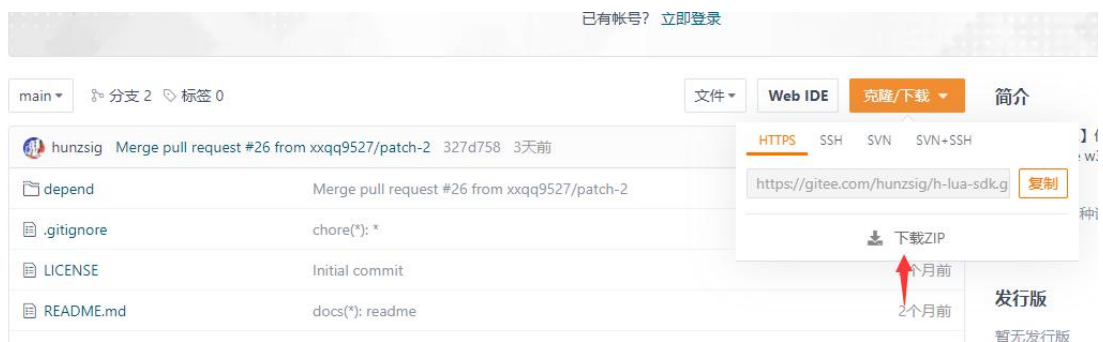 已有帐号? 立即登录
main 分支 2 标签 0 文件 Web IDE 克隆/下载 简介
HTTPS SSH SVN SVN+SSH
hunzsig Merge pull request #26 from xxqq9527/patch-2 327d758 3天前
https://gitee.com/hunzsig/h-lua-sdk.g 复制
depend Merge pull request #26 from xxqq9527/patch-2
.gitignore chore(*): *
下载ZIP
LICENSE Initial commit 个月前
README.md docs(*): readme 2个月前
发行版
暂无发行版